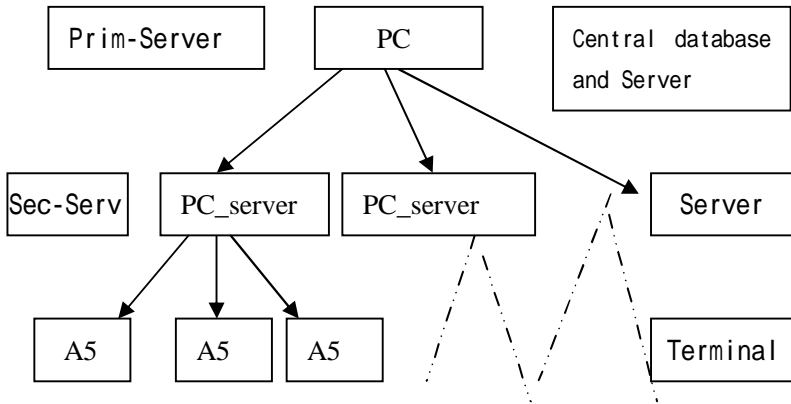 Prim-Server
PC
Central database
and Server
Sec-Serv
PC_server
PC_server
Server
A5
A5
A5
Terminal